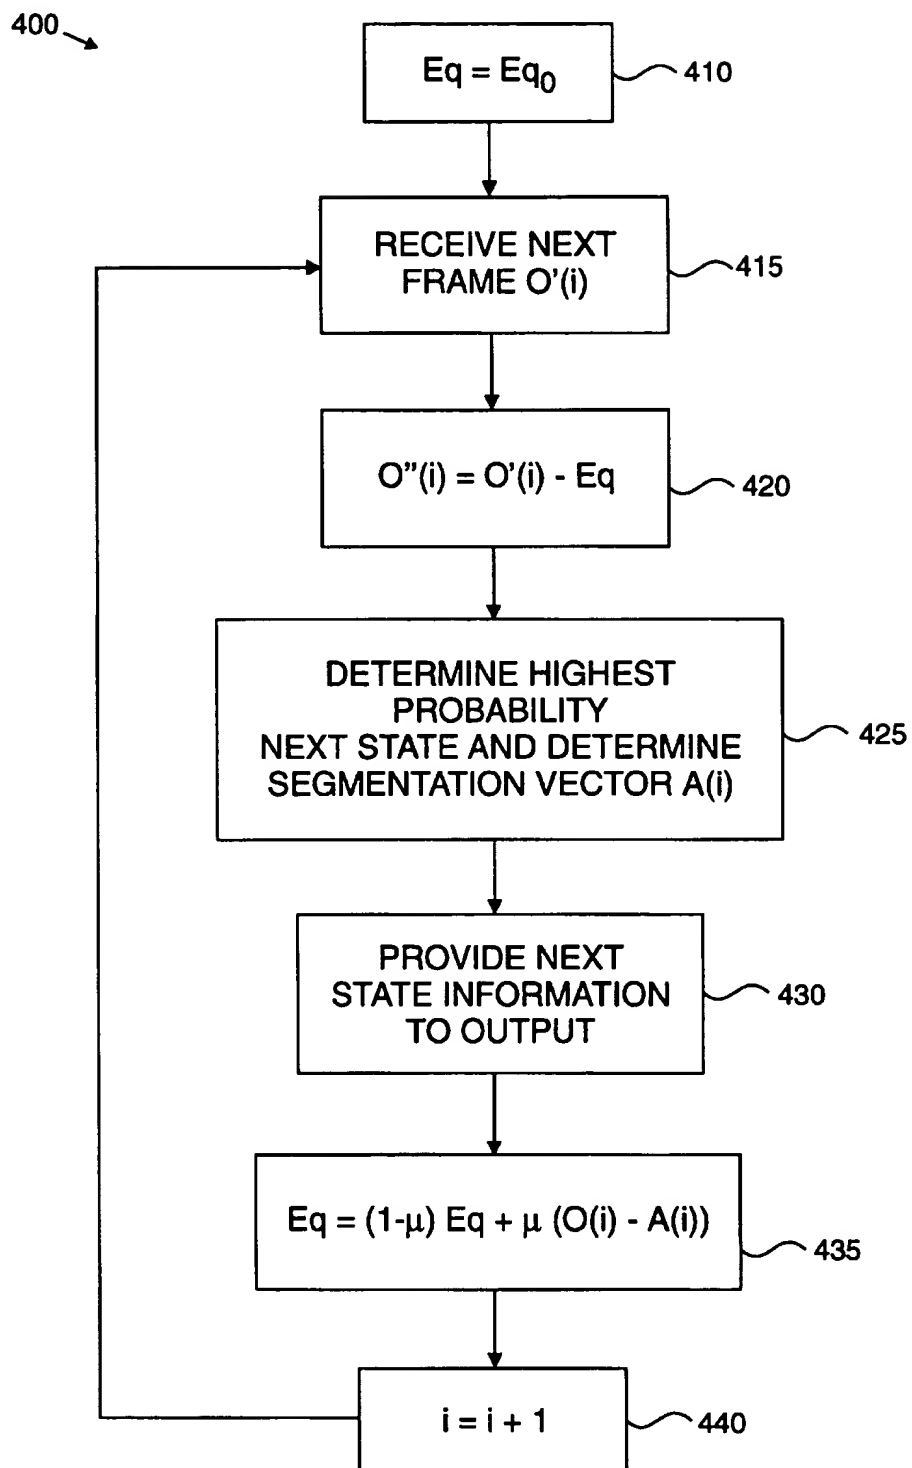 400
Eq = Eq₀
410
RECEIVE NEXT
FRAME O'(i)
415
O''(i) = O'(i) - Eq
420
DETERMINE HIGHEST
PROBABILITY
NEXT STATE AND DETERMINE
SEGMENTATION VECTOR A(i)
425
PROVIDE NEXT
STATE INFORMATION
TO OUTPUT
430
Eq = (1-μ) Eq + μ (O(i) - A(i))
435
i = i + 1
440